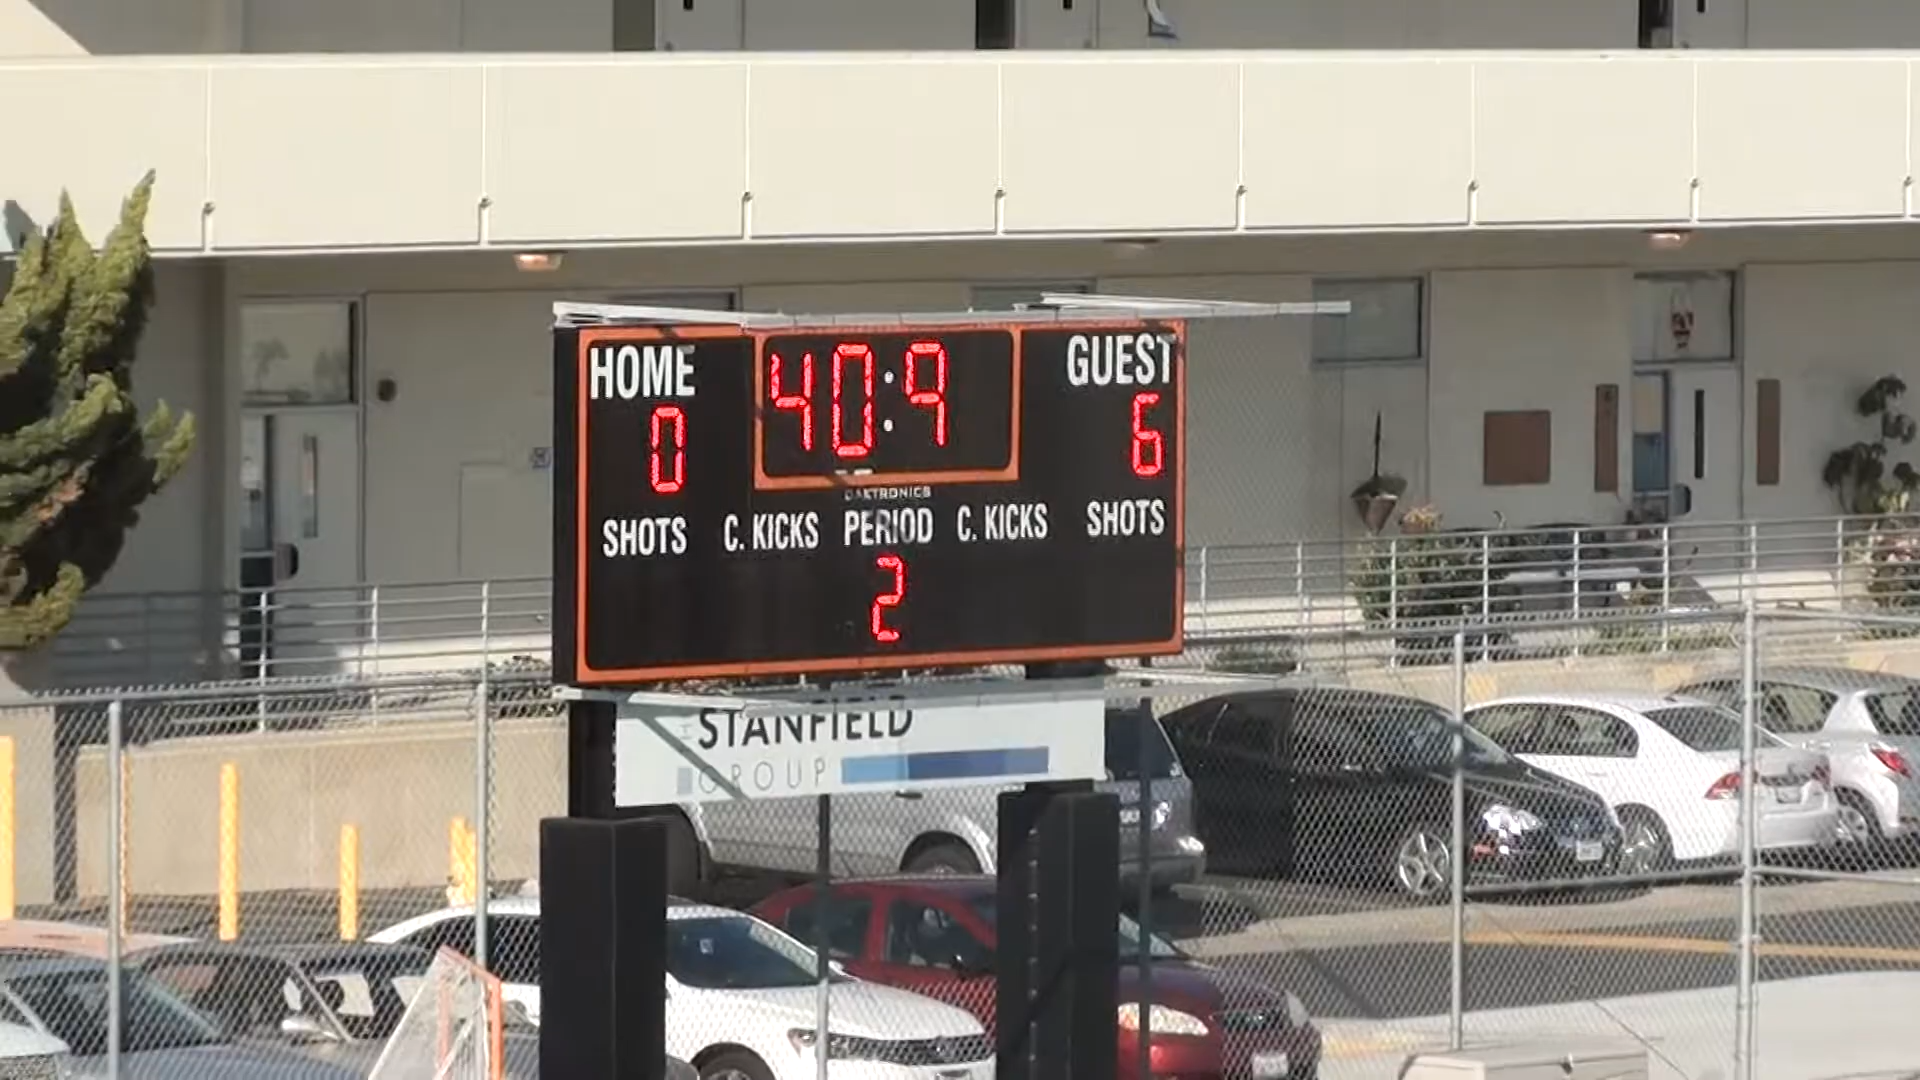 HOME 40:9 GUEST
0 6
DAKTRONICS
SHOTS C. KICKS PERIOD C. KICKS SHOTS
2
STANFIELD
GROUP